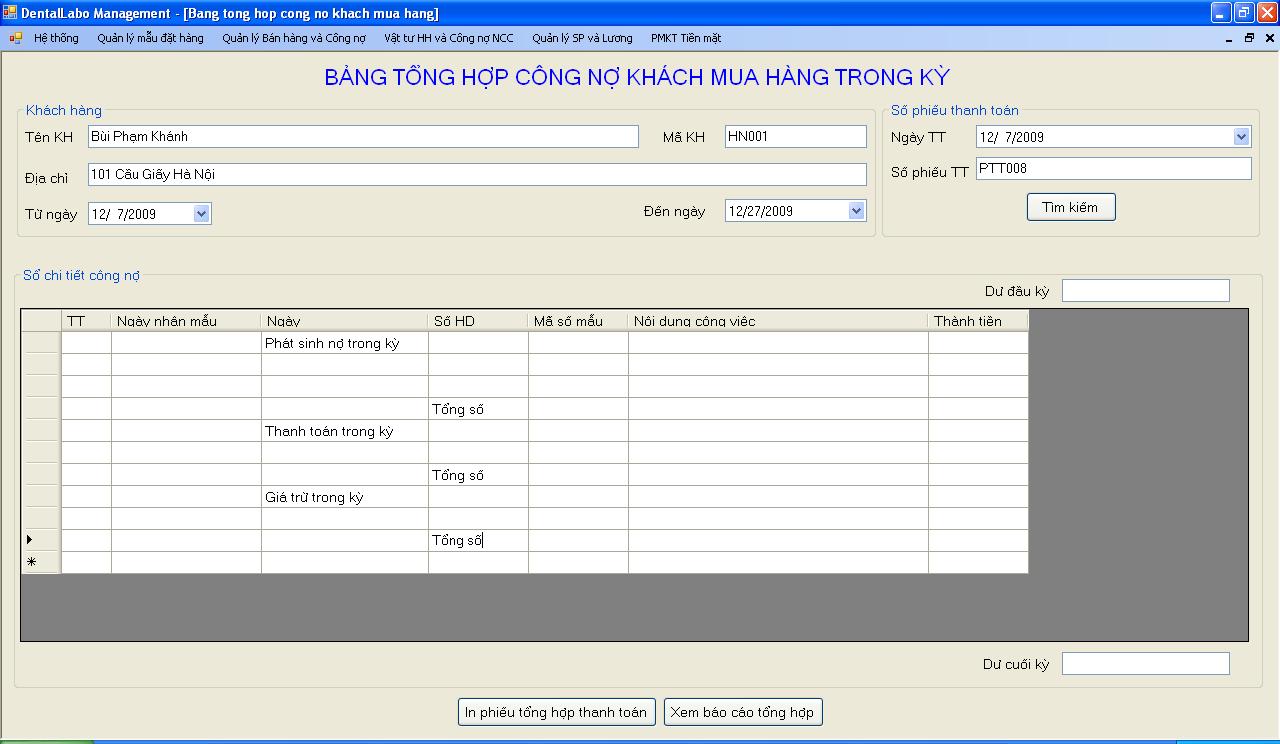 DentalLabo Management - [Bang tong hop cong no khach mua hang]
Hệ thống Quản lý mẫu đặt hàng Quản lý Bán hàng và Công nợ Vật tư HH và Công nợ NCC Quản lý SP và Lương PMKT Tiền mặt
BẢNG TỔNG HỢP CÔNG NỢ KHÁCH MUA HÀNG TRONG KỲ
Khách hàng
Tên KH Bùi Phạm Khánh Mã KH HN001
Địa chỉ 101 Cầu Giấy Hà Nội
Từ ngày 12/ 7/2009 Đến ngày 12/27/2009
Số phiếu thanh toán
Ngày TT 12/ 7/2009
Số phiếu TT PTT008
Tìm kiếm
Sổ chi tiết công nợ
Dư đầu kỳ
TT Ngày nhận mẫu Ngày Số HD Mã số mẫu Nội dung công việc Thành tiền
Phát sinh nợ trong kỳ
Tổng số
Thanh toán trong kỳ
Tổng số
Giá trừ trong kỳ
Tổng số
Dư cuối kỳ
In phiếu tổng hợp thanh toán Xem báo cáo tổng hợp